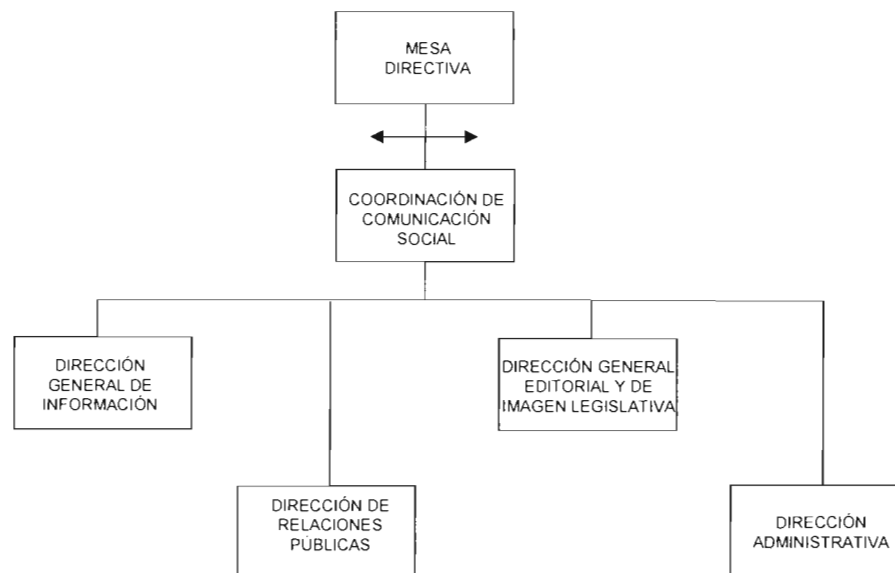 MESA
DIRECTIVA
COORDINACIÓN DE
COMUNICACIÓN
SOCIAL
DIRECCIÓN
GENERAL DE
INFORMACIÓN
DIRECCIÓN GENERAL
EDITORIAL Y DE
IMAGEN LEGISLATIVA
DIRECCIÓN DE
RELACIONES
PÚBLICAS
DIRECCIÓN
ADMINISTRATIVA